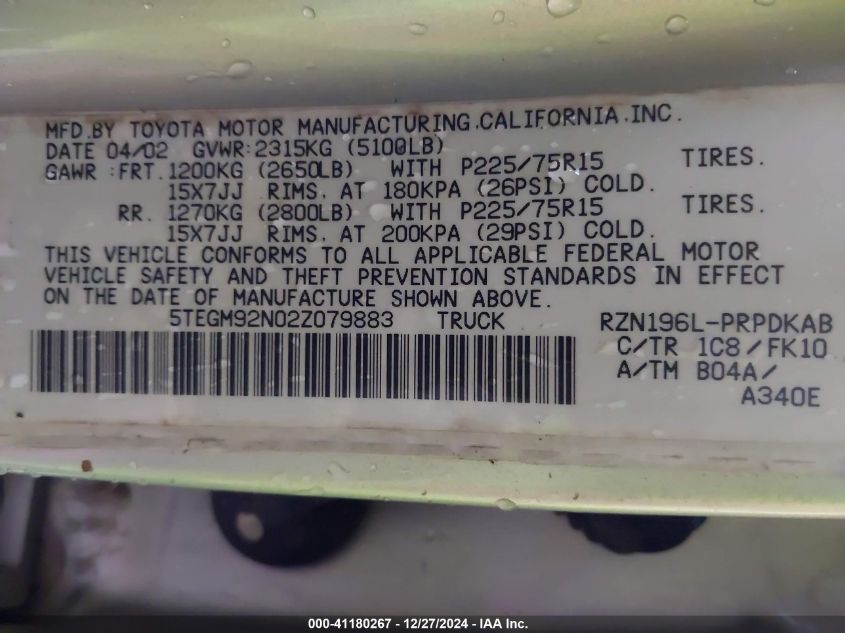 MFD.BY TOYOTA MOTOR MANUFACTURING.CALIFORNIA.INC.
DATE 04/02 GVWR:2315KG (5100LB)
GAWR :FRT. 1200KG (2650LB) WITH P225/75R15 TIRES.
15X7JJ RIMS. AT 180KPA (26PSI) COLD.
RR. 1270KG (2800LB) WITH P225/75R15 TIRES.
15X7JJ RIMS. AT 200KPA (29PSI) COLD.
THIS VEHICLE CONFORMS TO ALL APPLICABLE FEDERAL MOTOR
VEHICLE SAFETY AND THEFT PREVENTION STANDARDS IN EFFECT
ON THE DATE OF MANUFACTURE SHOWN ABOVE.
5TEGM92N02Z079883 TRUCK RZN196L-PRPDKAB
C/TR 1C8/FK10
A/TM B04A/
A340E
000-41180267 - 12/27/2024 - IAA Inc.